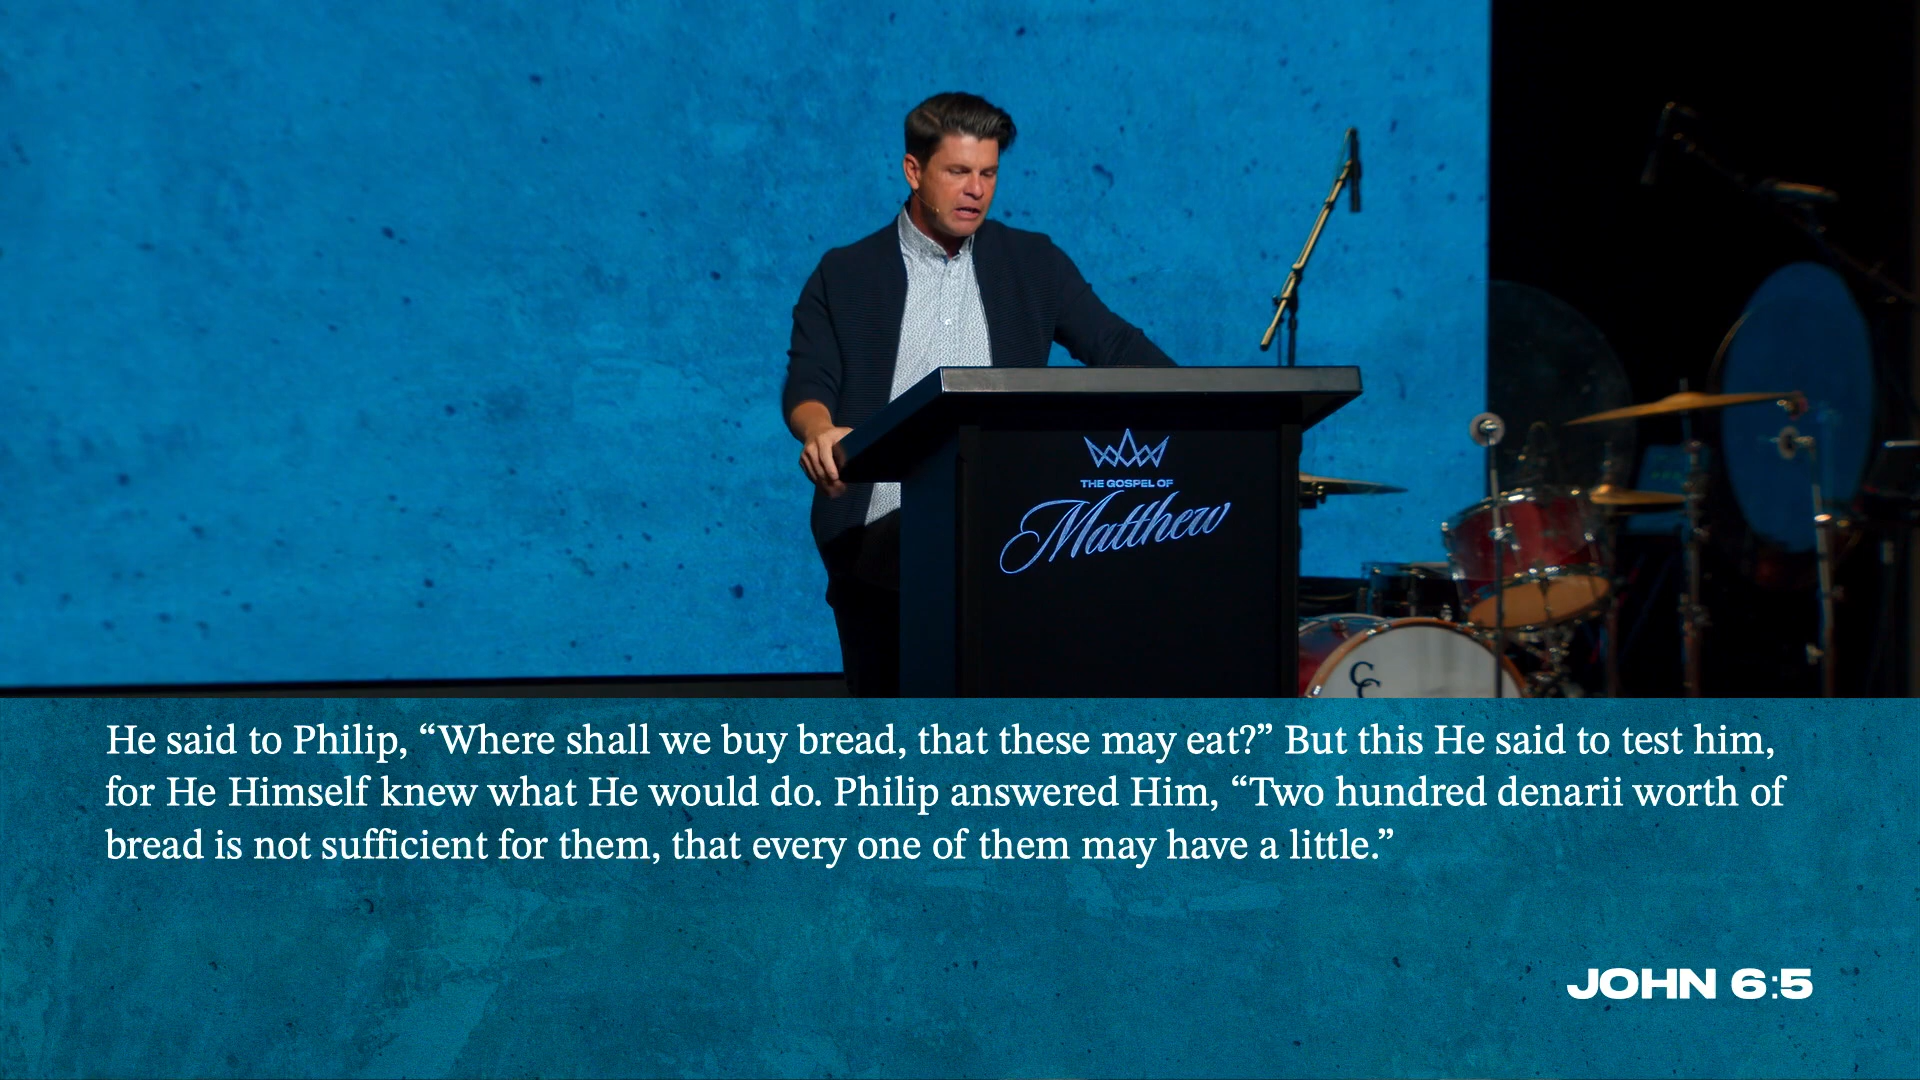 THE GOSPEL OF
Matthew
CC
He said to Philip, “Where shall we buy bread, that these may eat?” But this He said to test him,
for He Himself knew what He would do. Philip answered Him, “Two hundred denarii worth of
bread is not sufficient for them, that every one of them may have a little.”
JOHN 6:5